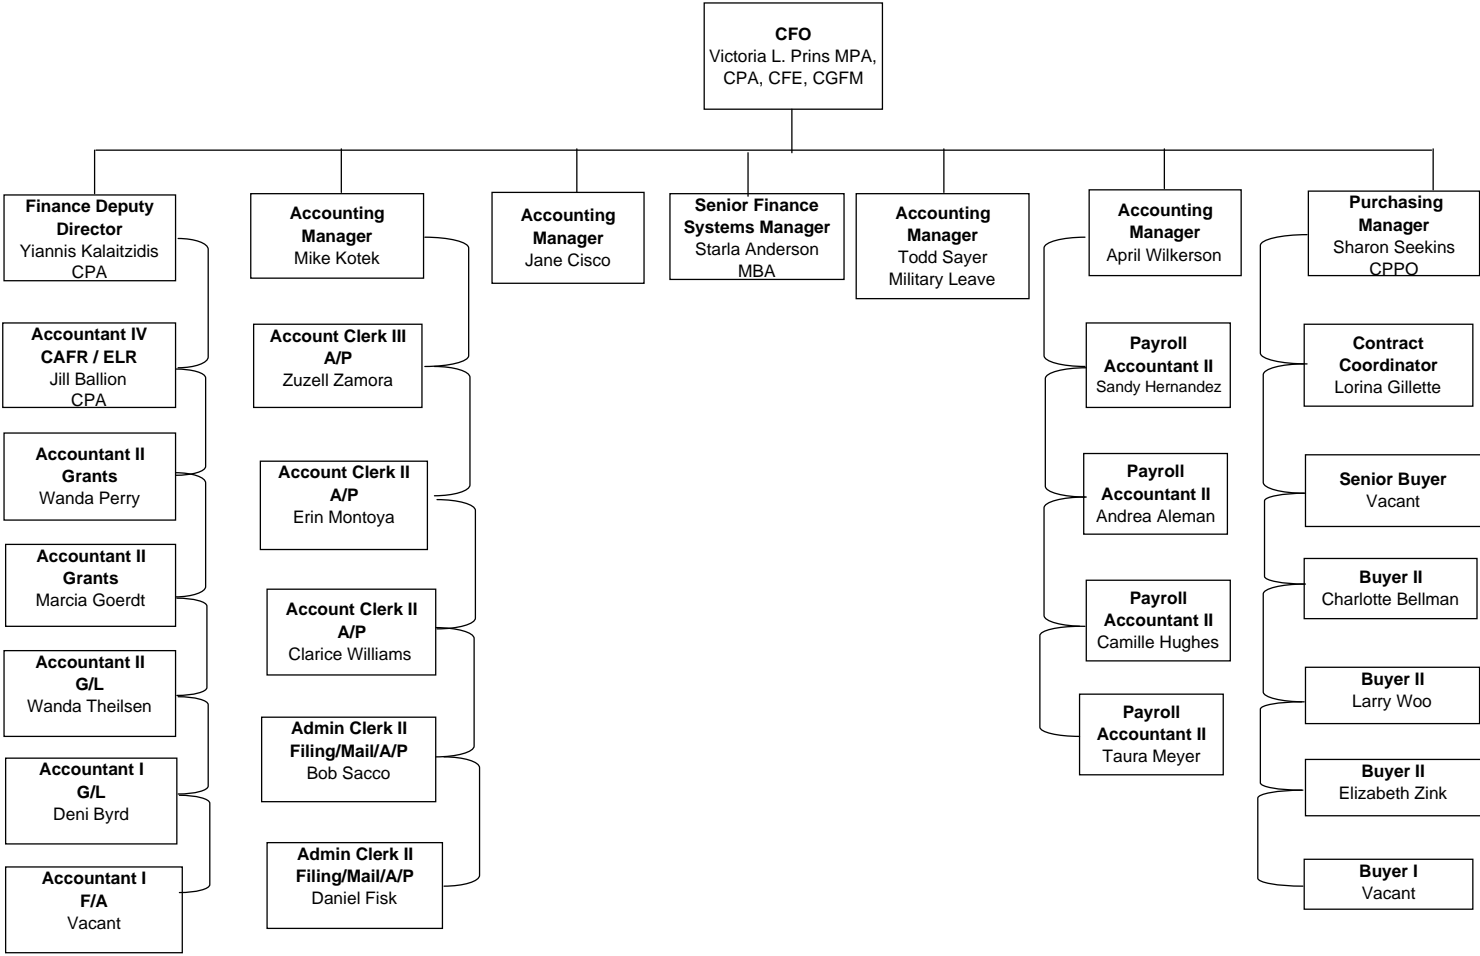 CFO
Victoria L. Prins MPA,
CPA, CFE, CGFM
Finance Deputy
Director
Yiannis Kalaitzidis
CPA
Accounting
Manager
Mike Kotek
Accounting
Manager
Jane Cisco
Senior Finance
Systems Manager
Starla Anderson
MBA
Accounting
Manager
Todd Sayer
Military Leave
Accounting
Manager
April Wilkerson
Purchasing
Manager
Sharon Seekins
CPPO
Accountant IV
CAFR / ELR
Jill Ballion
CPA
Accountant II
Grants
Wanda Perry
Accountant II
Grants
Marcia Goerdt
Accountant II
G/L
Wanda Theilsen
Accountant I
G/L
Deni Byrd
Accountant I
F/A
Vacant
Account Clerk III
A/P
Zuzell Zamora
Account Clerk II
A/P
Erin Montoya
Account Clerk II
A/P
Clarice Williams
Admin Clerk II
Filing/Mail/A/P
Bob Sacco
Admin Clerk II
Filing/Mail/A/P
Daniel Fisk
Payroll
Accountant II
Sandy Hernandez
Payroll
Accountant II
Andrea Aleman
Payroll
Accountant II
Camille Hughes
Payroll
Accountant II
Taura Meyer
Contract
Coordinator
Lorina Gillette
Senior Buyer
Vacant
Buyer II
Charlotte Bellman
Buyer II
Larry Woo
Buyer II
Elizabeth Zink
Buyer I
Vacant